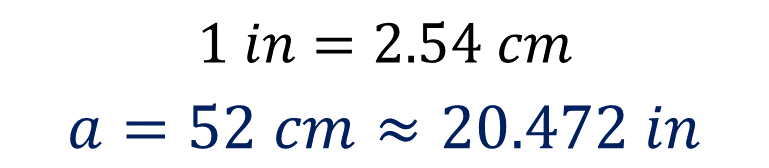 1 in = 2.54 cm
a = 52 cm ≈ 20.472 in